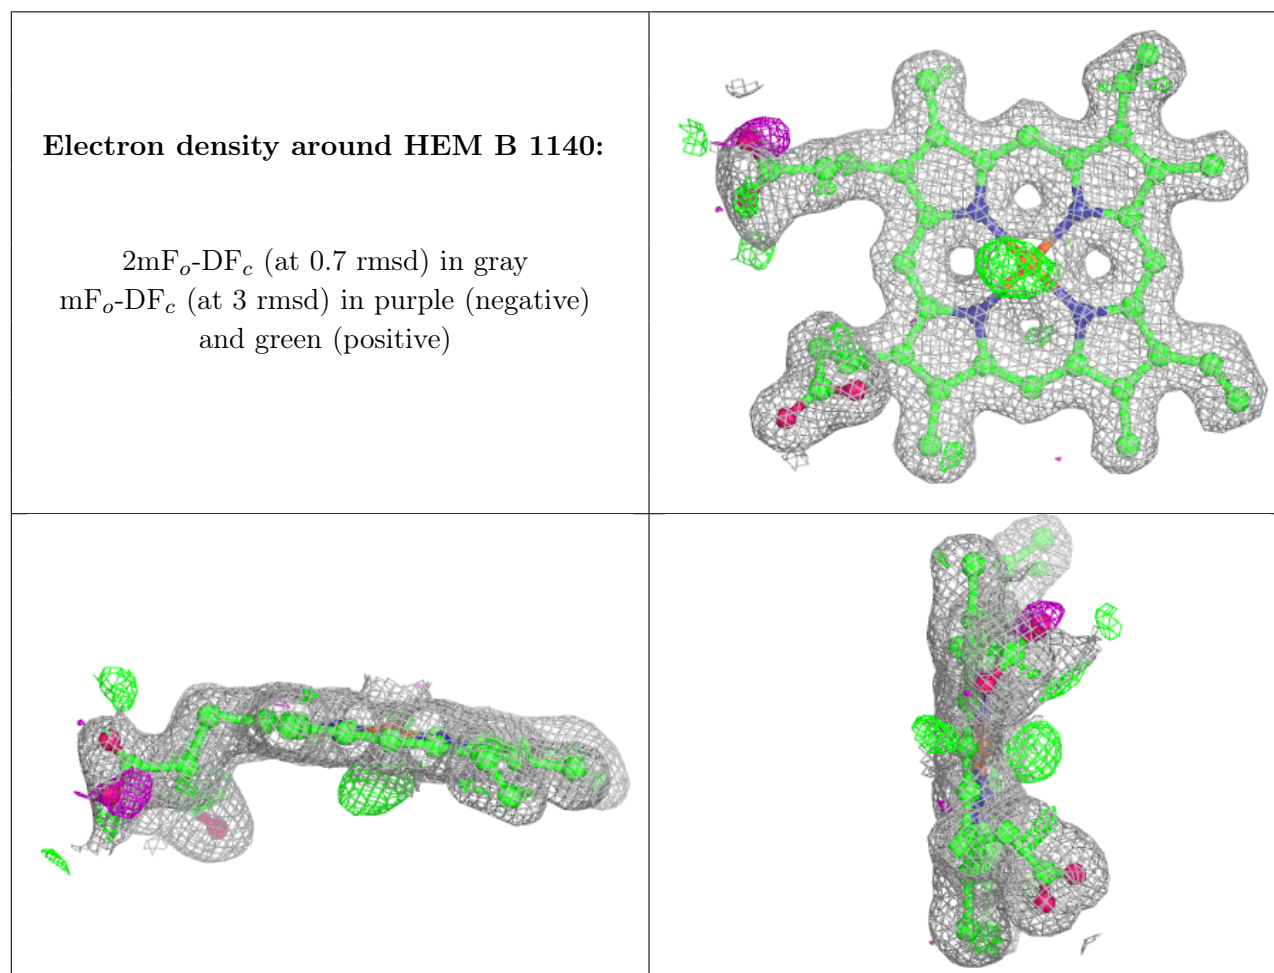 Electron density around HEM B 1140:
2mFo-DFc (at 0.7 rmsd) in gray
mFo-DFc (at 3 rmsd) in purple (negative)
and green (positive)